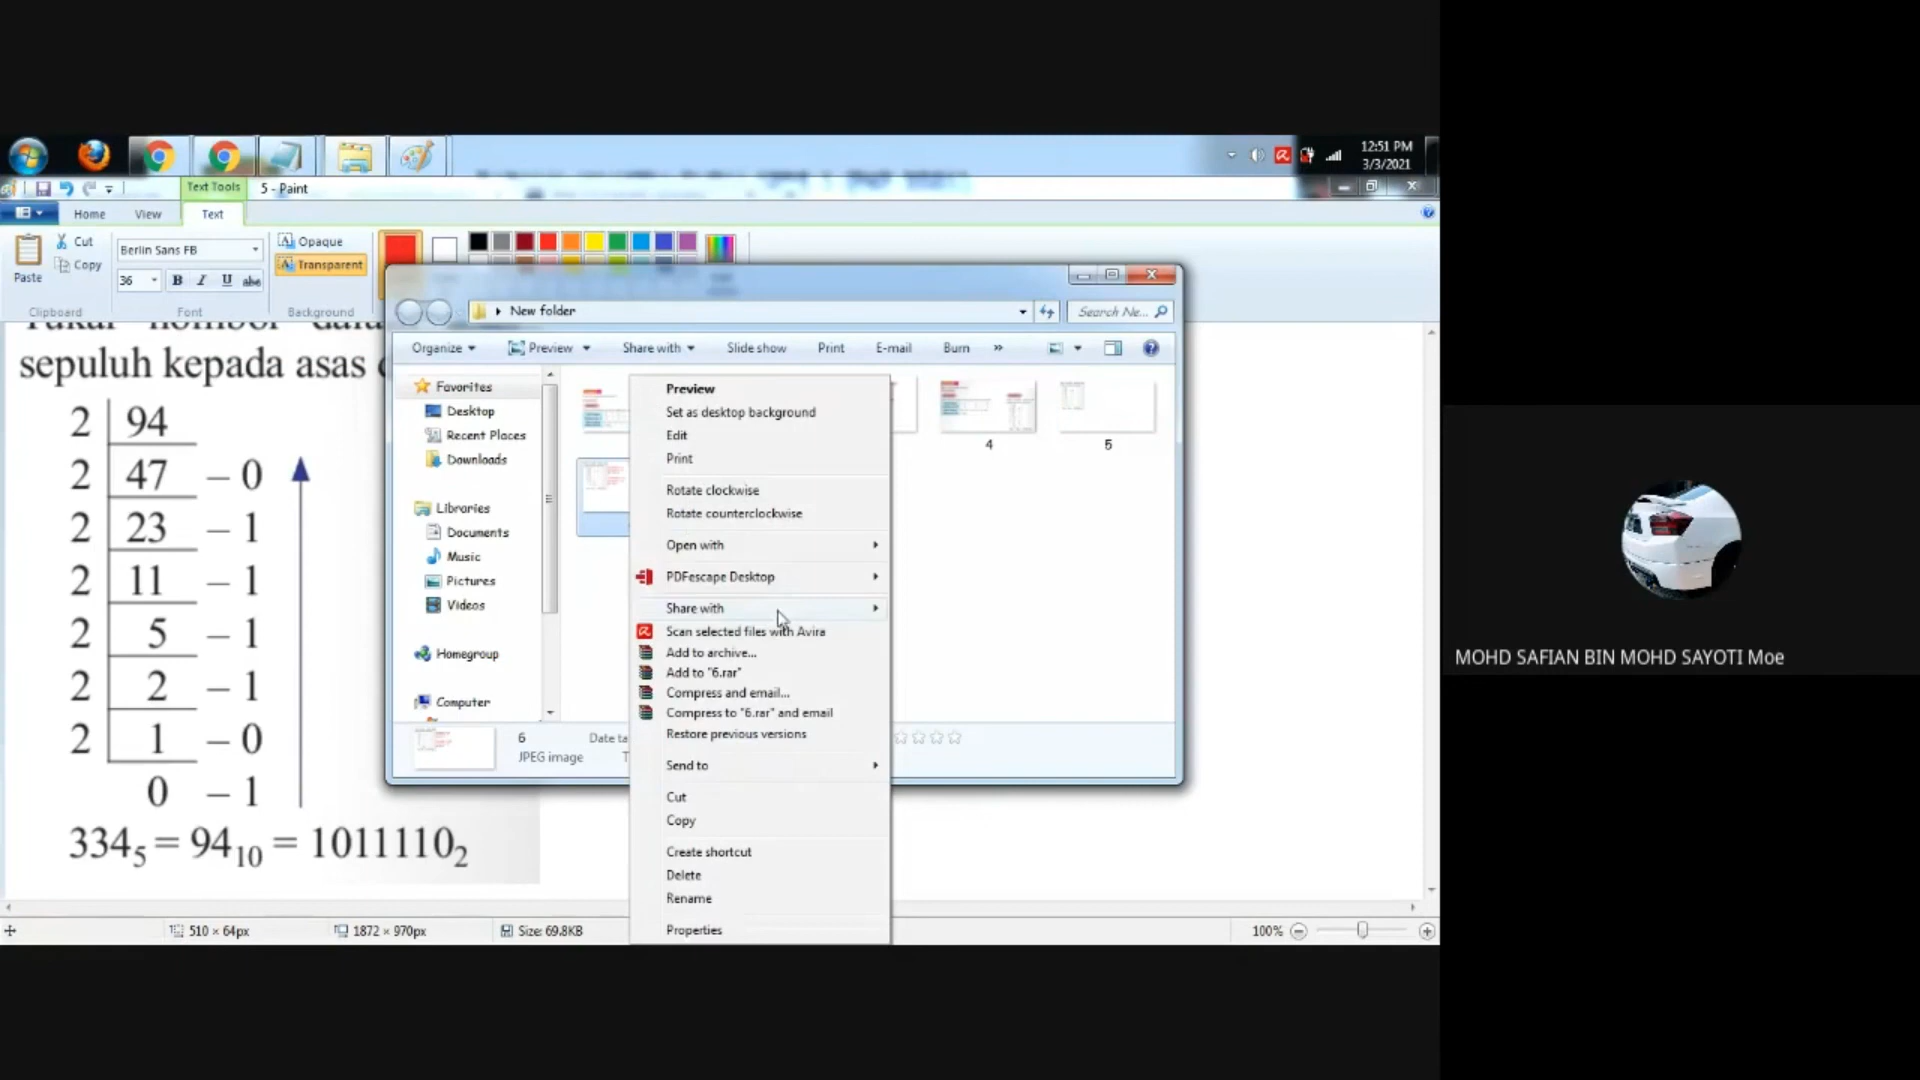 12:51 PM
3/3/2021
Text Tools
5 - Paint
Home
View
Text
Paste
Cut
Copy
Clipboard
Berlin Sans FB
36
B I U abc
Font
Opaque
Transparent
Background
sepuluh kepada asas
2 94
2 47 – 0
2 23 – 1
2 11 – 1
2 5 – 1
2 2 – 1
2 1 – 0
0 – 1
334₅ = 94₁₀ = 1011110₂
New folder
Search Ne...
Organize
Preview
Share with
Slide show
Print
E-mail
Burn
»
Favorites
Desktop
Recent Places
Downloads
Libraries
Documents
Music
Pictures
Videos
Homegroup
Computer
4
5
6
JPEG image
Date ta
Preview
Set as desktop background
Edit
Print
Rotate clockwise
Rotate counterclockwise
Open with
PDFescape Desktop
Share with
Scan selected files with Avira
Add to archive...
Add to "6.rar"
Compress and email...
Compress to "6.rar" and email
Restore previous versions
Send to
Cut
Copy
Create shortcut
Delete
Rename
Properties
510 × 64px
1872 × 970px
Size: 69.8KB
100%
MOHD SAFIAN BIN MOHD SAYOTI Moe